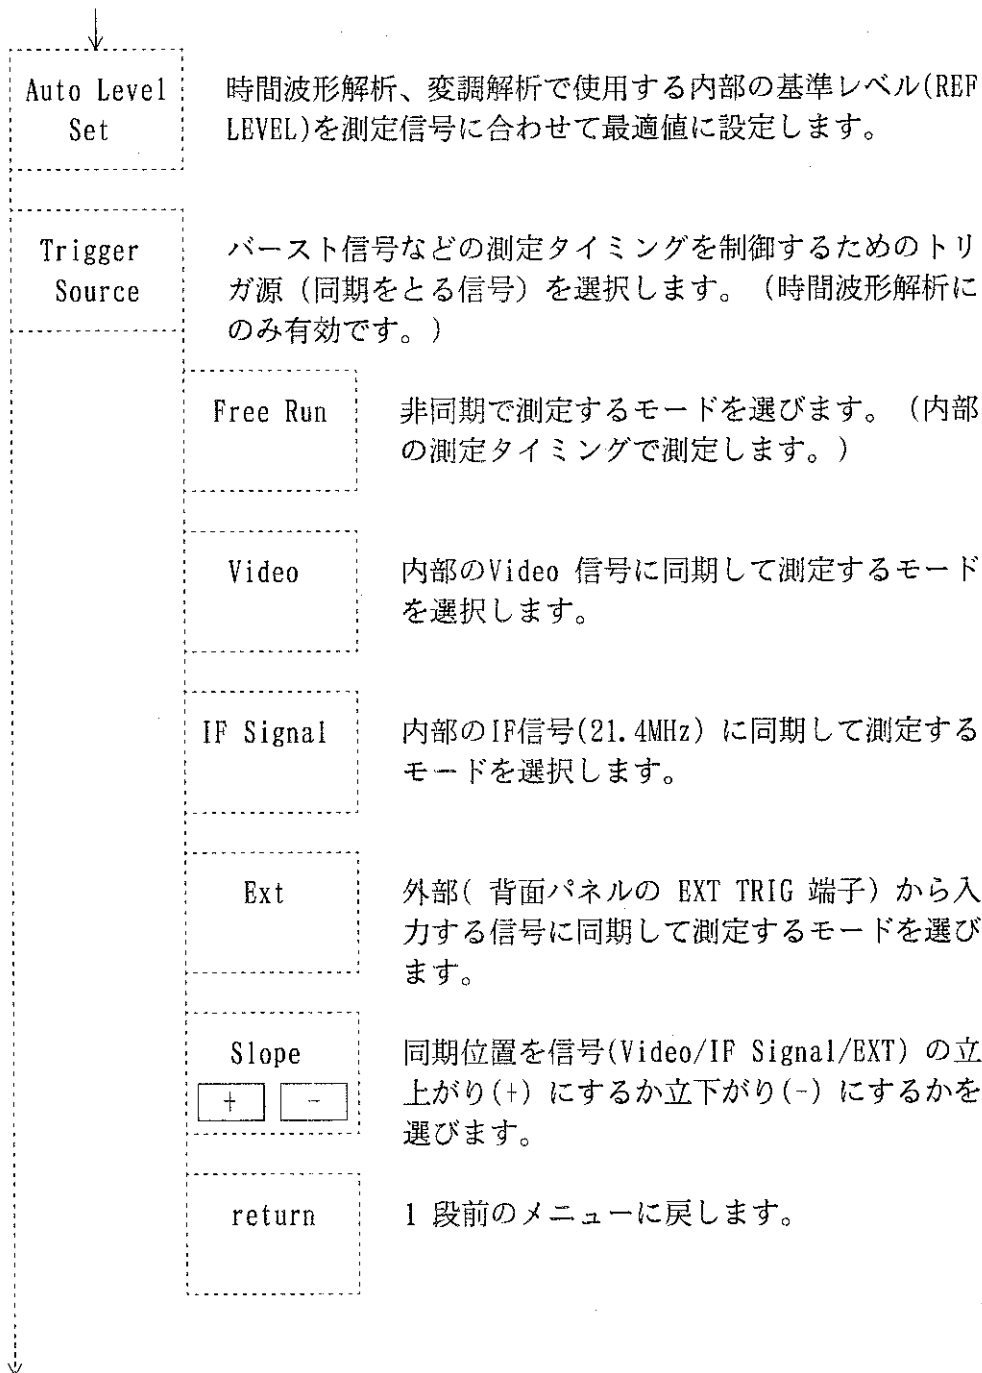 Auto Level
Set
時間波形解析、変調解析で使用する内部の基準レベル(REF
LEVEL)を測定信号に合わせて最適値に設定します。
Trigger
Source
バースト信号などの測定タイミングを制御するためのトリ
ガ源（同期をとる信号）を選択します。（時間波形解析に
のみ有効です。）
Free Run
非同期で測定するモードを選びます。（内部
の測定タイミングで測定します。）
Video
内部のVideo 信号に同期して測定するモード
を選択します。
IF Signal
内部のIF信号(21.4MHz) に同期して測定する
モードを選択します。
Ext
外部( 背面パネルの EXT TRIG 端子) から入
力する信号に同期して測定するモードを選び
ます。
Slope
+ -
同期位置を信号(Video/IF Signal/EXT) の立
上がり(+) にするか立下がり(-) にするかを
選びます。
return
1 段前のメニューに戻します。